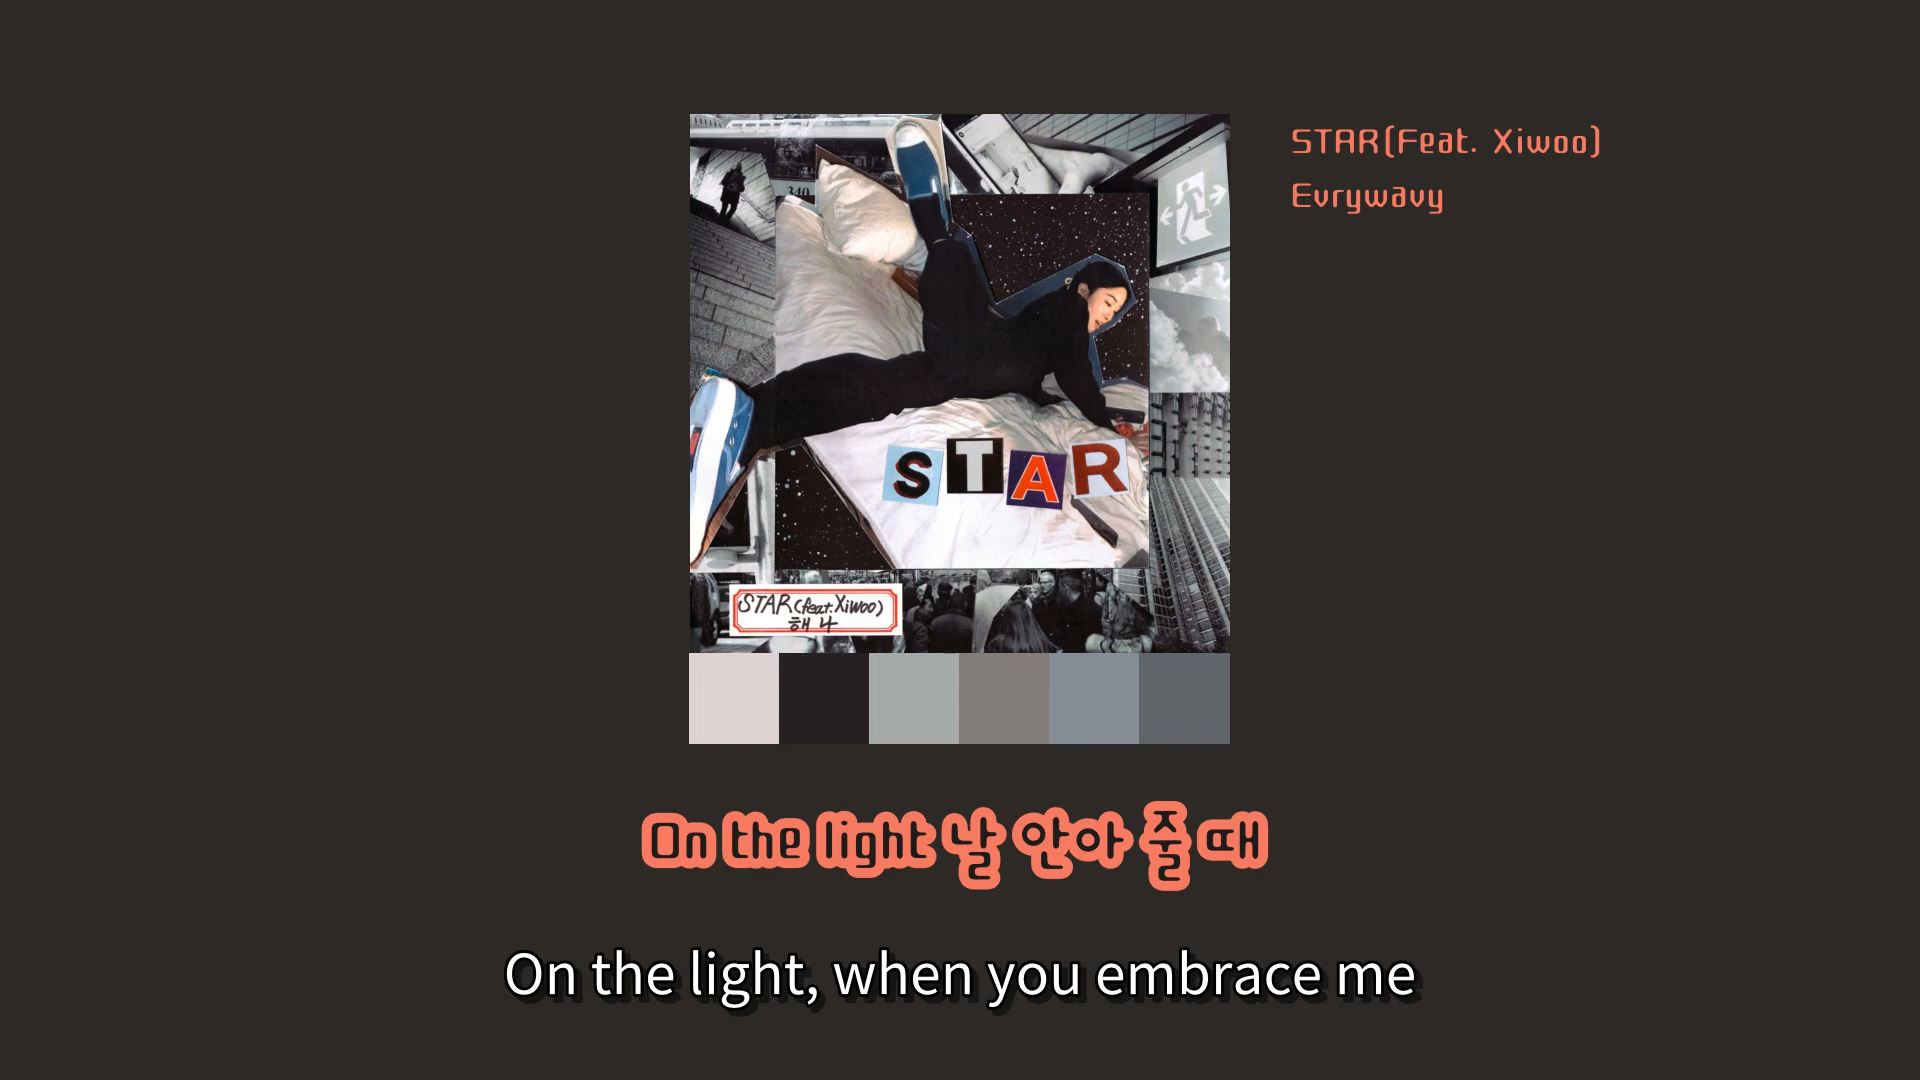 STAR(Feat. Xiwoo)
Evrywavy
340
STAR
STAR (feat. Xiwoo)
해 나
On the light 날 안아 줄 때
On the light, when you embrace me